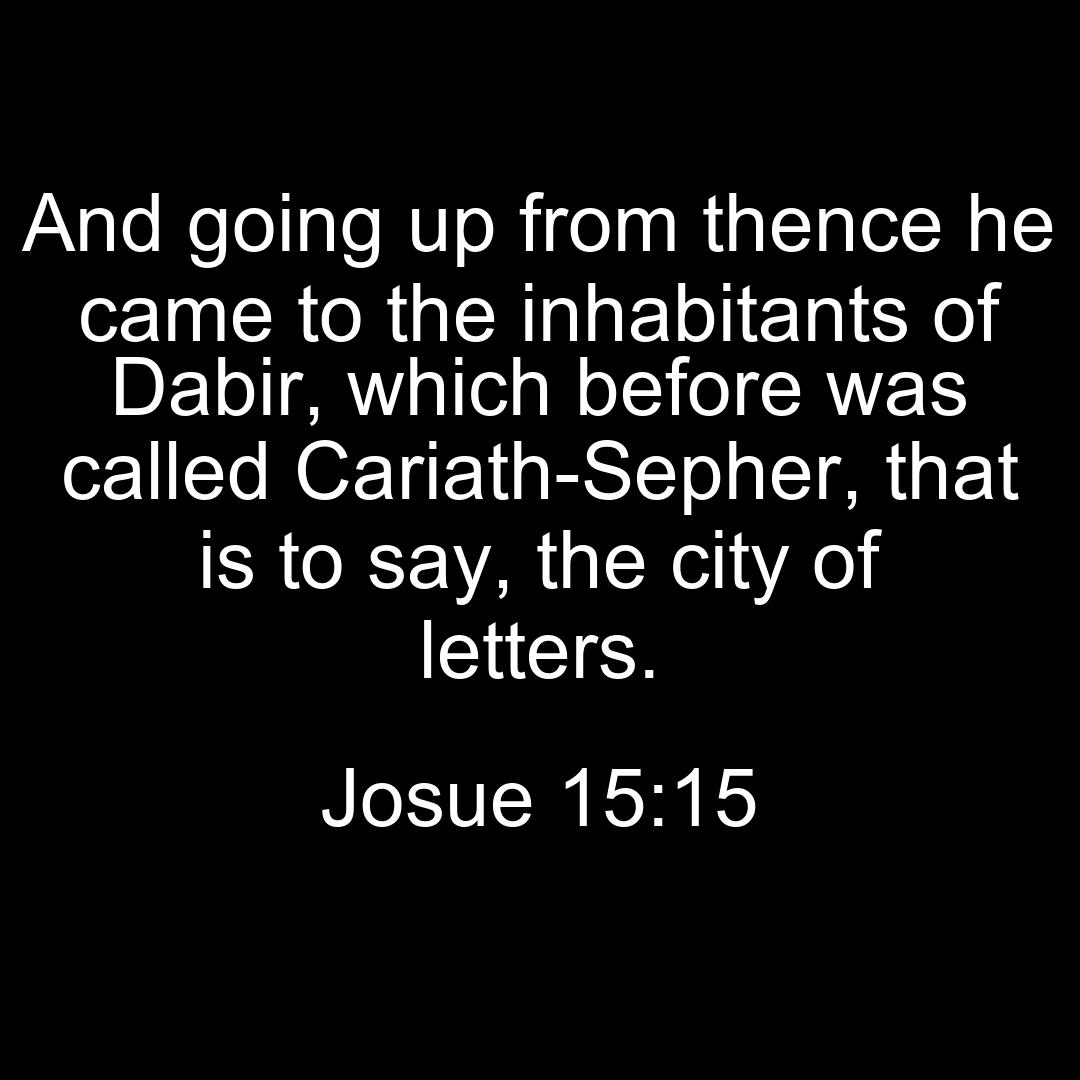 And going up from thence he
came to the inhabitants of
Dabir, which before was
called Cariath-Sepher, that
is to say, the city of
letters.
Josue 15:15